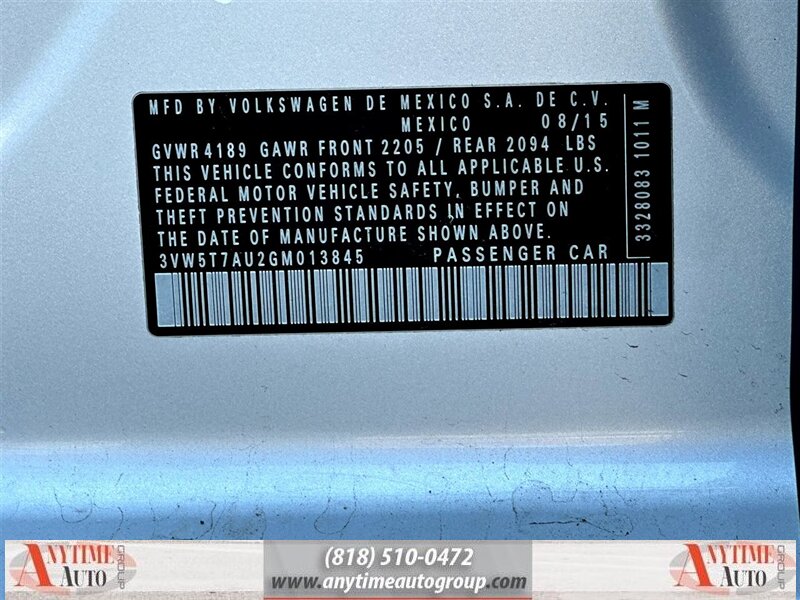 MFD BY VOLKSWAGEN DE MEXICO S.A. DE C.V.
MEXICO 08/15
GVWR 4189 GAWR FRONT 2205 / REAR 2094 LBS
THIS VEHICLE CONFORMS TO ALL APPLICABLE U.S.
FEDERAL MOTOR VEHICLE SAFETY, BUMPER AND
THEFT PREVENTION STANDARDS IN EFFECT ON
THE DATE OF MANUFACTURE SHOWN ABOVE.
3VW5T7AU2GM013845 PASSENGER CAR
3328083 1011 M
ANYTIME AUTO GROUP
(818) 510-0472
www.anytimeautogroup.com
ANYTIME AUTO GROUP